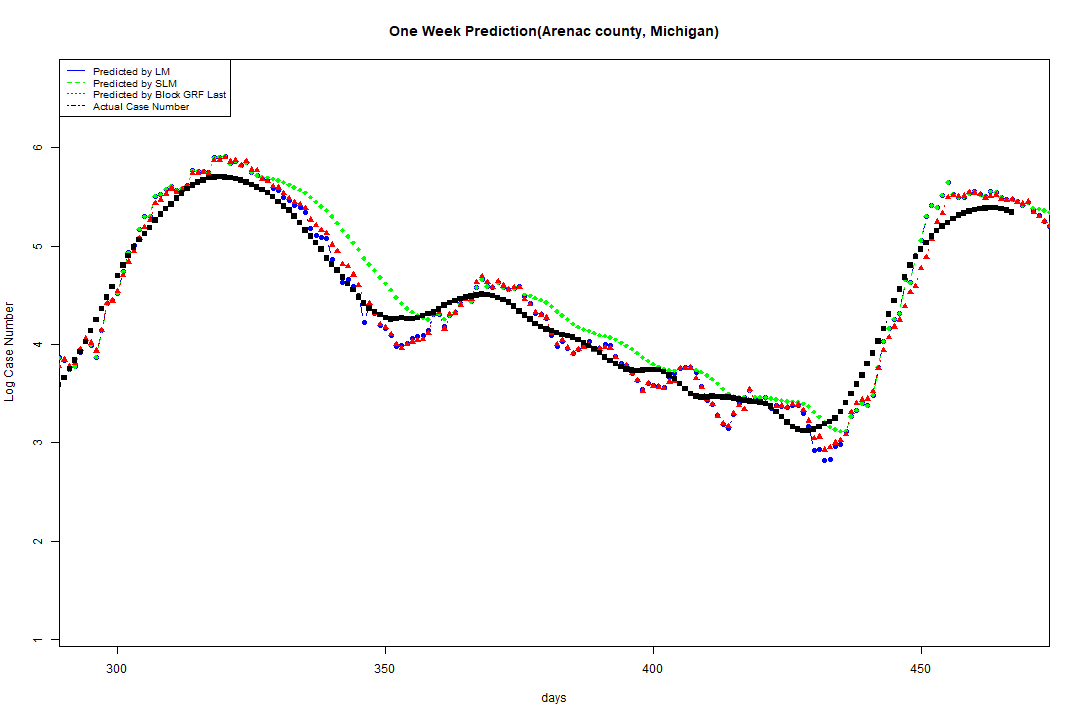 One Week Prediction(Arenac county, Michigan)
Predicted by LM
Predicted by SLM
Predicted by Block GRF Last
Actual Case Number
6
5
4
3
2
1
Log Case Number
300 350 400 450
days